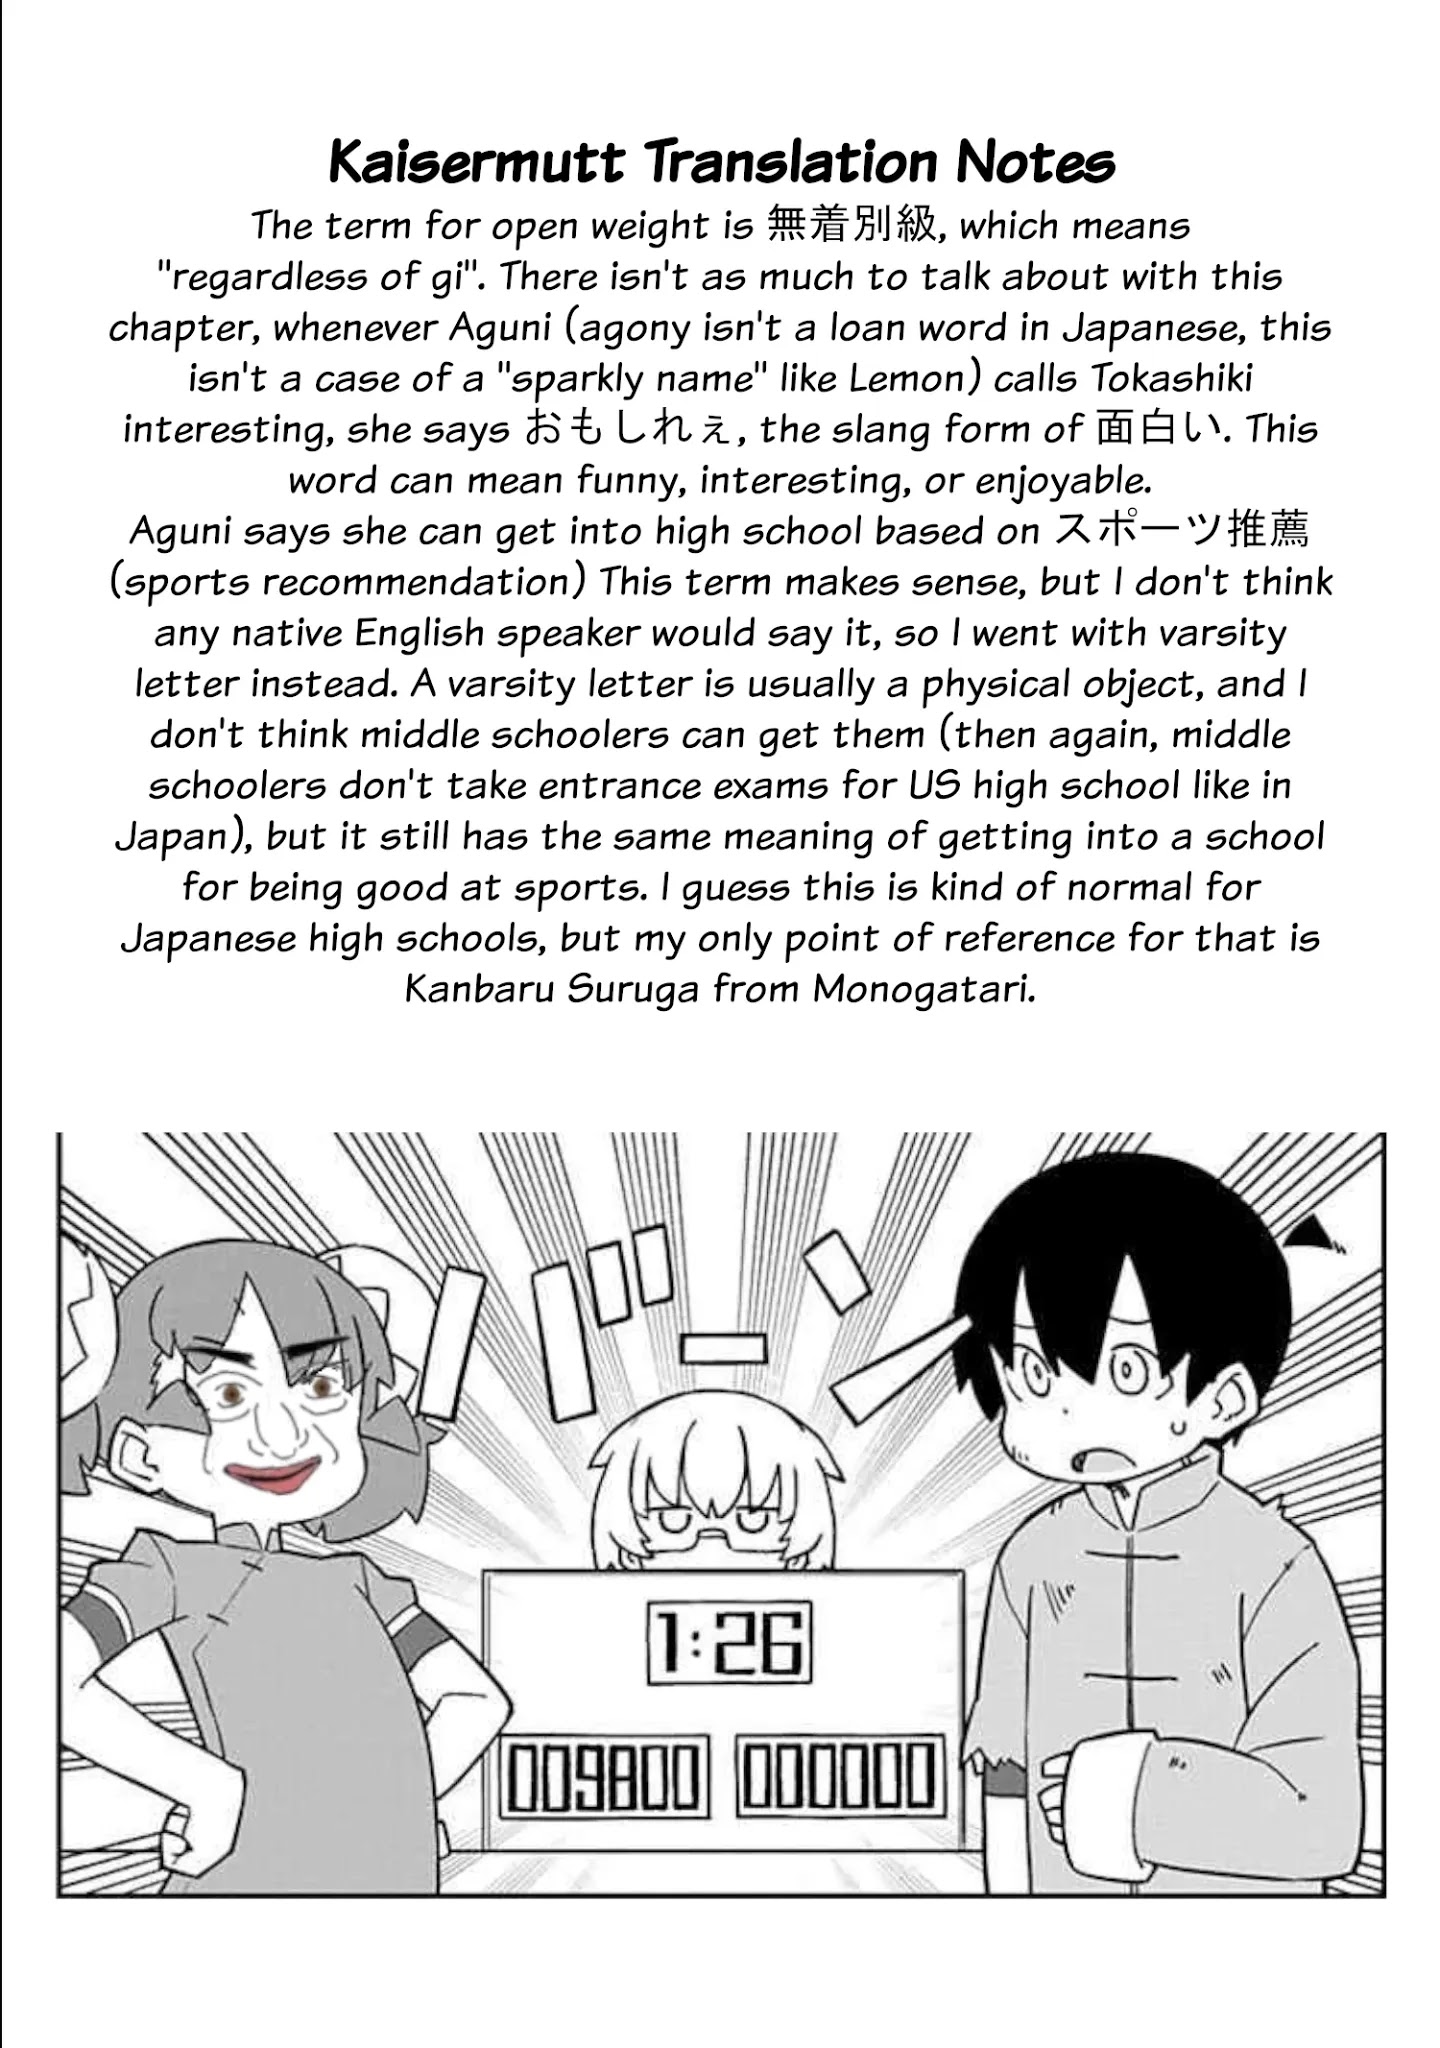 Kaisermutt Translation Notes
The term for open weight is 無着別級, which means
"regardless of gi". There isn't as much to talk about with this
chapter, whenever Aguni (agony isn't a loan word in Japanese, this
isn't a case of a "sparkly name" like Lemon) calls Tokashiki
interesting, she says おもしれぇ, the slang form of 面白い. This
word can mean funny, interesting, or enjoyable.
Aguni says she can get into high school based on スポーツ推薦
(sports recommendation) This term makes sense, but I don't think
any native English speaker would say it, so I went with varsity
letter instead. A varsity letter is usually a physical object, and I
don't think middle schoolers can get them (then again, middle
schoolers don't take entrance exams for US high school like in
Japan), but it still has the same meaning of getting into a school
for being good at sports. I guess this is kind of normal for
Japanese high schools, but my only point of reference for that is
Kanbaru Suruga from Monogatari.
バーン
1:26
009800 000000